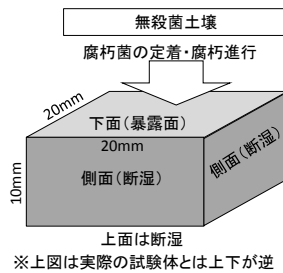 無殺菌土壌
腐朽菌の定着・腐朽進行
20mm
下面(暴露面)
20mm
10mm
側面(断湿)
側面(断湿)
上面は断湿
※上図は実際の試験体とは上下が逆